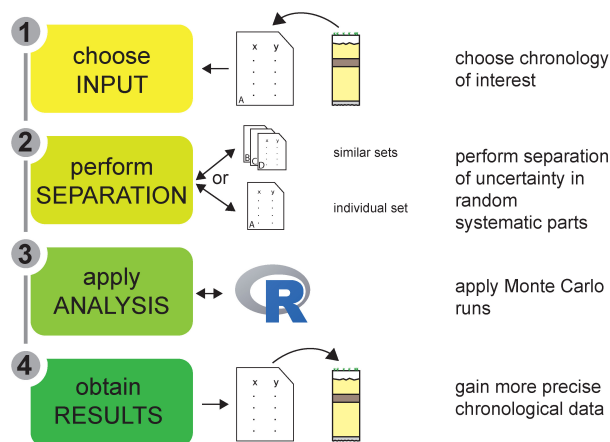 1
choose
INPUT
x y
A
choose chronology
of interest
2
perform
SEPARATION
or
B
C
D
similar sets
x y
A
individual set
perform separation
of uncertainty in
random
systematic parts
3
apply
ANALYSIS
R
apply Monte Carlo
runs
4
obtain
RESULTS
x y
gain more precise
chronological data